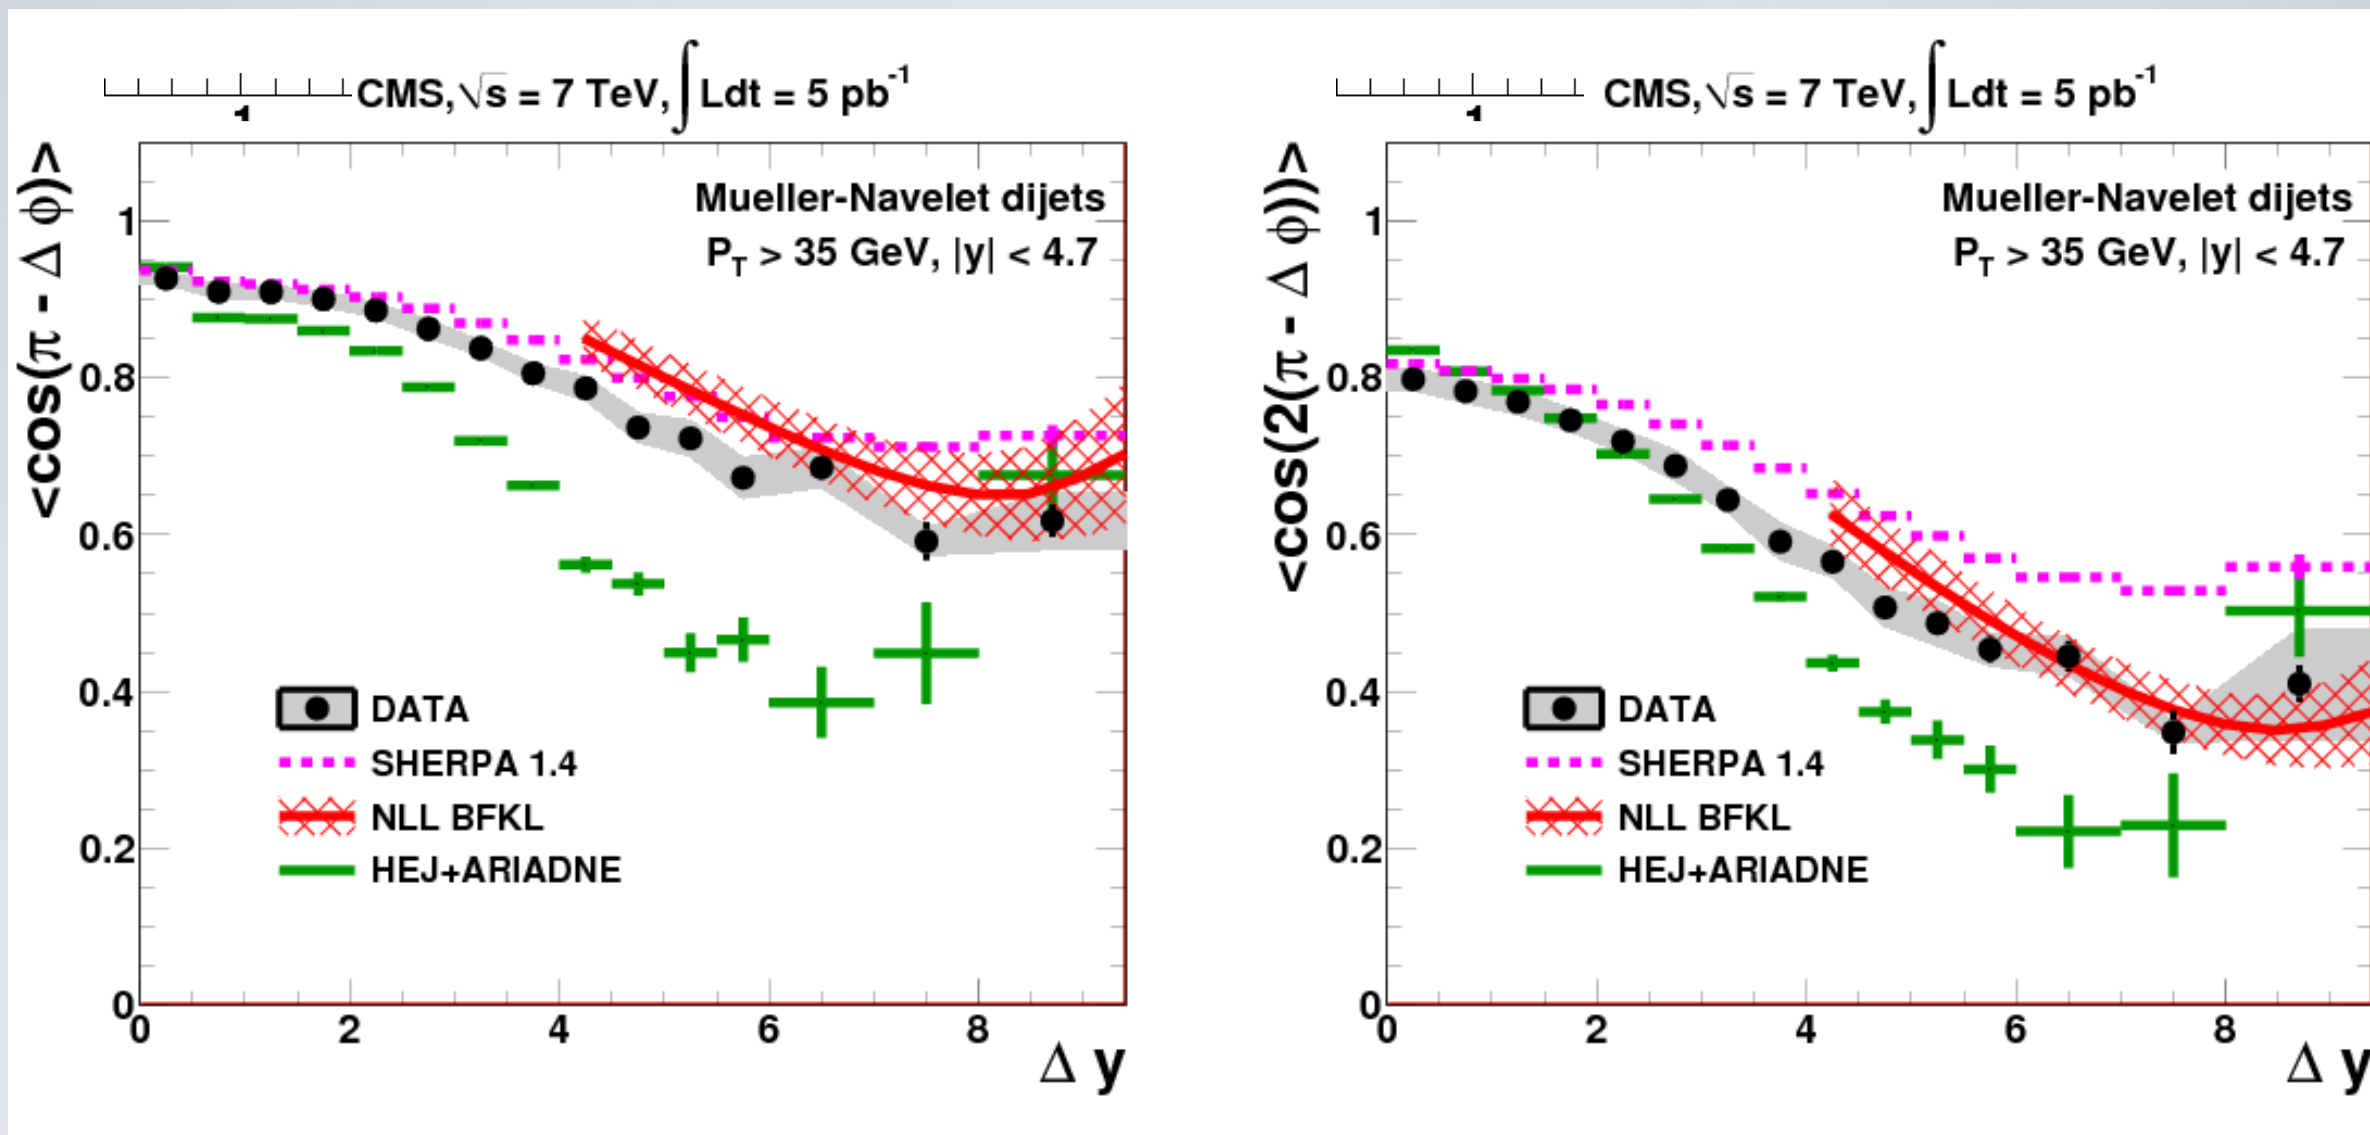 1
CMS, √s = 7 TeV, ∫ Ldt = 5 pb⁻¹
<cos(π - Δ ϕ)>
Mueller-Navelet dijets
P_T > 35 GeV, |y| < 4.7
1
0.8
0.6
0.4
0.2
0
DATA
SHERPA 1.4
NLL BFKL
HEJ+ARIADNE
0 2 4 6 8
Δ y
1
CMS, √s = 7 TeV, ∫ Ldt = 5 pb⁻¹
<cos(2(π - Δ ϕ))>
Mueller-Navelet dijets
P_T > 35 GeV, |y| < 4.7
1
0.8
0.6
0.4
0.2
0
DATA
SHERPA 1.4
NLL BFKL
HEJ+ARIADNE
0 2 4 6 8
Δ y